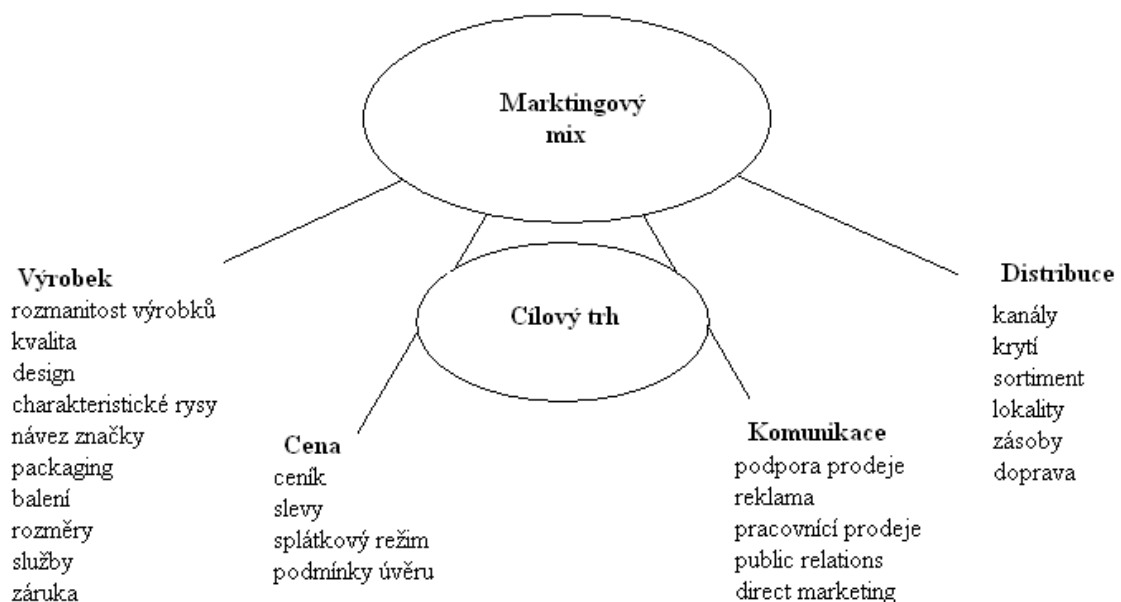 Marktingový
mix
Cílový trh
Výrobek
rozmanitost výrobků
kvalita
design
charakteristické rysy
návez značky
packaging
balení
rozměry
služby
záruka
Cena
ceník
slevy
splátkový režim
podmínky úvěru
Komunikace
podpora prodeje
reklama
pracovnící prodeje
public relations
direct marketing
Distribuce
kanály
krytí
sortiment
lokality
zásoby
doprava